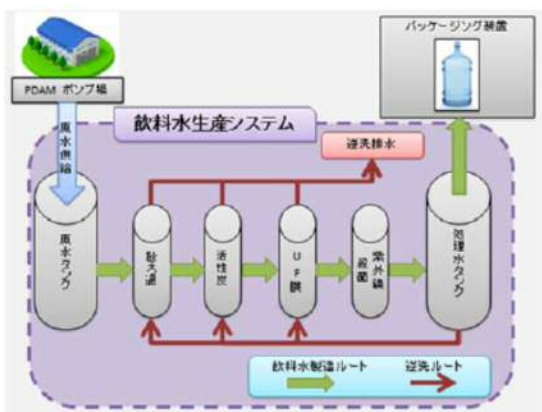 パッケージング装置
PDAM ポンプ場
原水供給
飲料水生産システム
逆洗排水
原水タンク
砂ろ過
活性炭
UF膜
紫外線
殺菌
処理水タンク
飲料水製造ルート
逆洗ルート